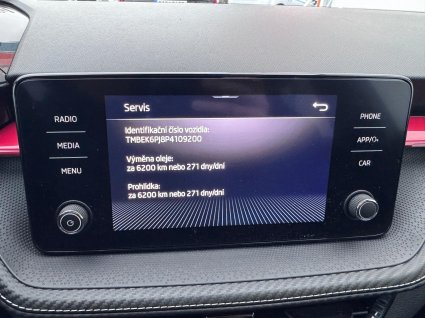 Servis
RADIO
MEDIA
MENU
Identifikační číslo vozidla:
TMBEK6PJ8P4109200
Výměna oleje:
za 6200 km nebo 271 dny/dní
Prohlídka:
za 6200 km nebo 271 dny/dní
PHONE
APP/
CAR